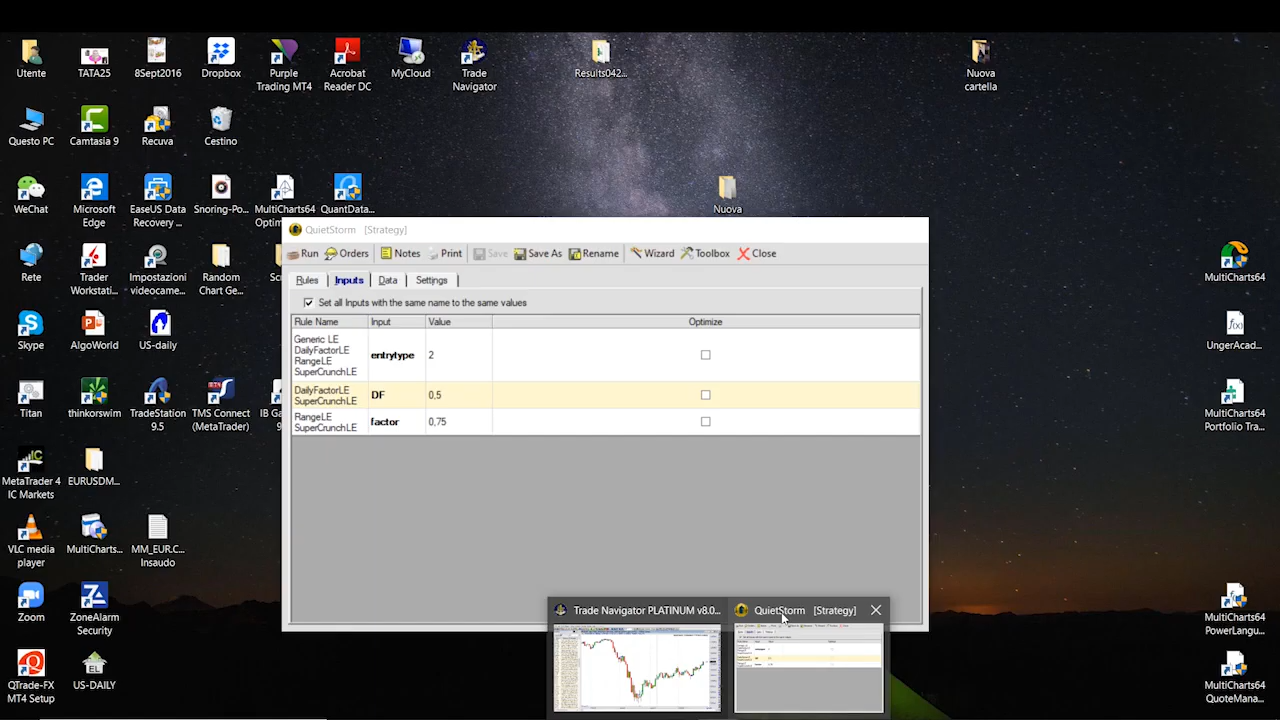 Utente
TATA25
8Sept2016
Dropbox
Purple
Trading MT4
Acrobat
Reader DC
MyCloud
Trade
Navigator
Results042...
Nuova
cartella
Questo PC
Camtasia 9
Recuva
Cestino
WeChat
Microsoft
Edge
EaseUS Data
Recovery ...
Snoring-Po...
MultiCharts64
Optim
QuantData...
Nuova
Rete
Trader
Workstati...
Impostazioni
videocame...
Random
Chart Ge...
MultiCharts64
Skype
AlgoWorld
US-daily
UngerAcad...
Titan
thinkorswim
TradeStation
9.5
TMS Connect
(MetaTrader)
MultiCharts64
Portfolio Tra...
MetaTrader 4
IC Markets
EURUSDM...
VLC media
player
MultiCharts...
MM_EUR.C...
Insaudo
Zoom
ZoneAlarm
Security
MultiCharts64
PowerLangu...
QTrade-FX
MT4 Setup
US-DAILY
MultiCharts64
QuoteMana...
QuietStorm [Strategy]
Run Orders Notes Print Save Save As Rename Wizard Toolbox Close
Rules Inputs Data Settings
Set all Inputs with the same name to the same values
Rule Name Input Value Optimize
Generic LE
DailyFactorLE
RangeLE
SuperCrunchLE
entrytype 2
DailyFactorLE
SuperCrunchLE
DF 0,5
RangeLE
SuperCrunchLE
factor 0,75
Trade Navigator PLATINUM v8.0...
QuietStorm [Strategy]